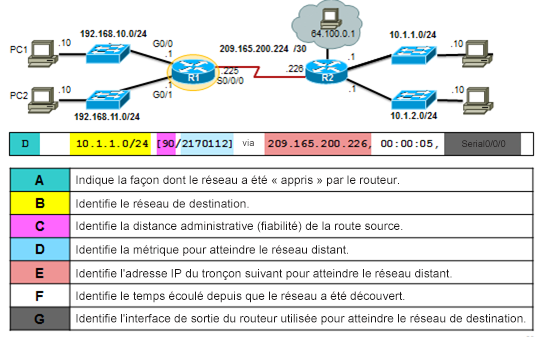 64.100.0.1
192.168.10.0/24
10.1.1.0/24
PC1
.10
G0/0
.1
209.165.200.224 /30
.1
.10
R1
.225
S0/0/0
.226
R2
PC2
.10
.1
G0/1
.1
.10
192.168.11.0/24
10.1.2.0/24
D 10.1.1.0/24 [90/2170112] via 209.165.200.226, 00:00:05, Serial0/0/0
A Indique la façon dont le réseau a été « appris » par le routeur.
B Identifie le réseau de destination.
C Identifie la distance administrative (fiabilité) de la route source.
D Identifie la métrique pour atteindre le réseau distant.
E Identifie l'adresse IP du tronçon suivant pour atteindre le réseau distant.
F Identifie le temps écoulé depuis que le réseau a été découvert.
G Identifie l'interface de sortie du routeur utilisée pour atteindre le réseau de destination.